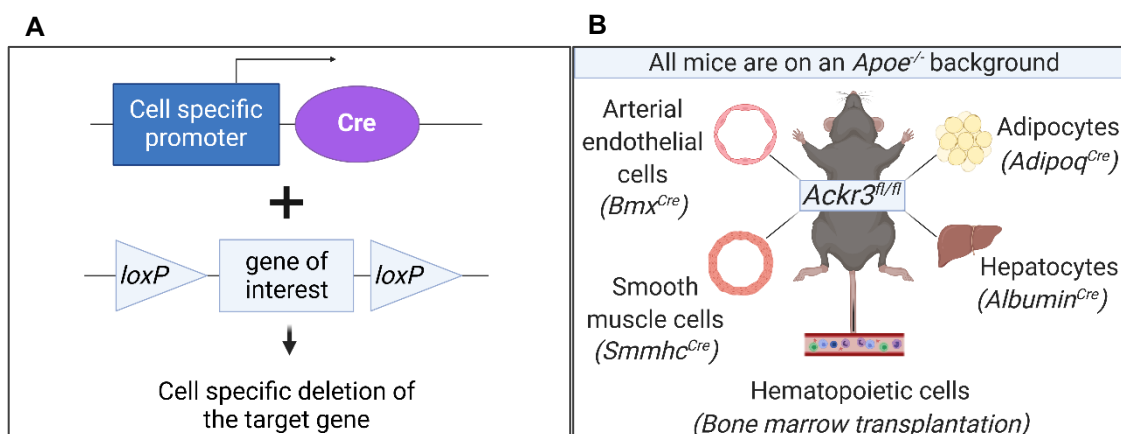 A
Cell specific
promoter
Cre
+
loxP
gene of
interest
loxP
Cell specific deletion of
the target gene
B
All mice are on an Apoe-/- background
Arterial
endothelial
cells
(BmxCre)
Adipocytes
(AdipoqCre)
Ackr3fl/fl
Smooth
muscle cells
(SmmhcCre)
Hepatocytes
(AlbuminCre)
Hematopoietic cells
(Bone marrow transplantation)